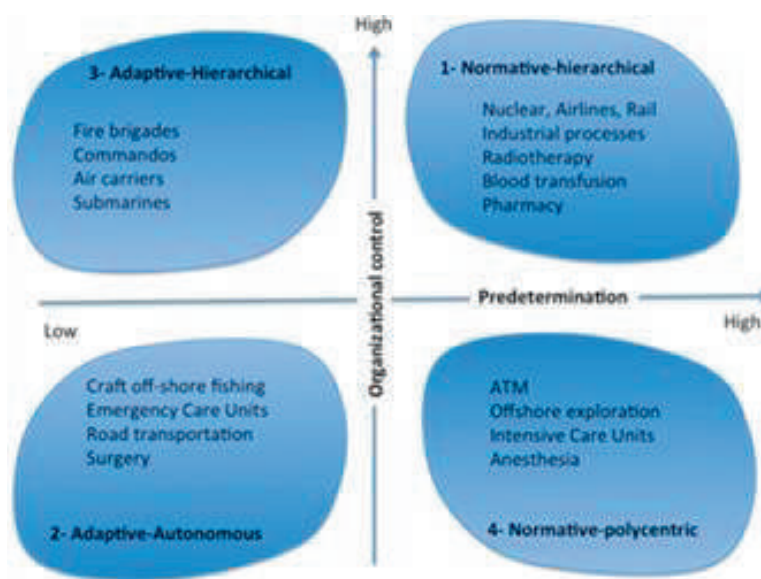 High
3- Adaptive-Hierarchical
Fire brigades
Commandos
Air carriers
Submarines
1- Normative-hierarchical
Nuclear, Airlines, Rail
Industrial processes
Radiotherapy
Blood transfusion
Pharmacy
Organizational control
Predetermination
Low
High
Craft off-shore fishing
Emergency Care Units
Road transportation
Surgery
2- Adaptive-Autonomous
ATM
Offshore exploration
Intensive Care Units
Anesthesia
4- Normative-polycentric